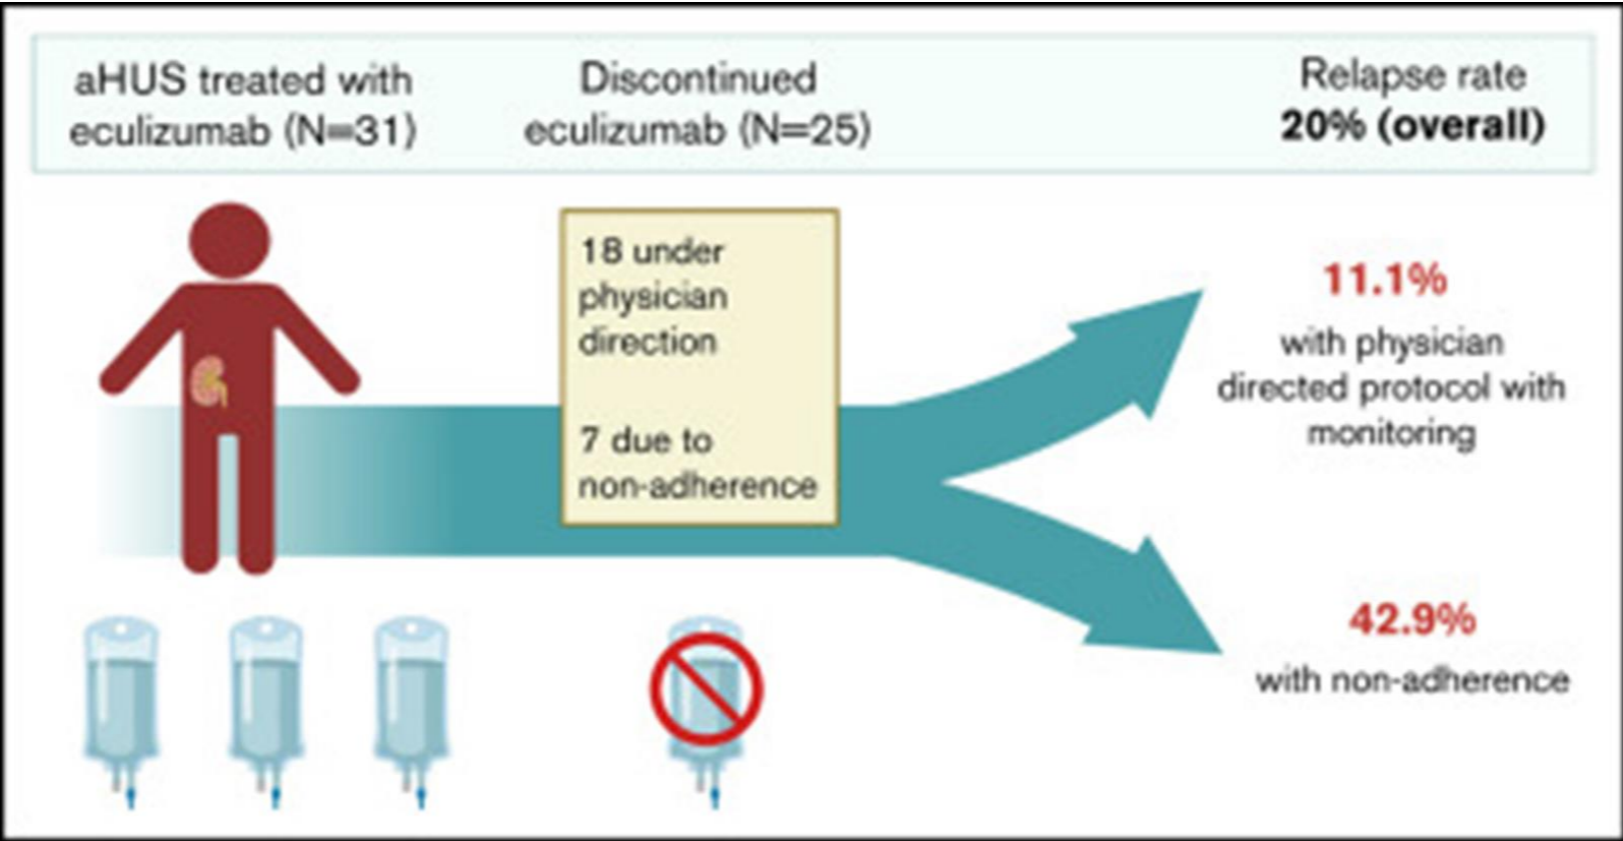 aHUS treated with
eculizumab (N=31)
Discontinued
eculizumab (N=25)
Relapse rate
20% (overall)
18 under
physician
direction
7 due to
non-adherence
11.1%
with physician
directed protocol with
monitoring
42.9%
with non-adherence